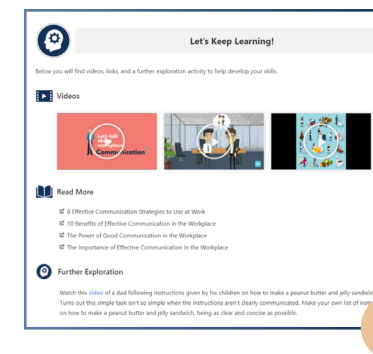 Let's Keep Learning!
Below you will find videos, links, and a further exploration activity to help develop your skills.
Videos
Let's talk
Communication
Read More
8 Effective Communication Strategies to Use at Work
10 Benefits of Effective Communication in the Workplace
The Power of Good Communication in the Workplace
The Importance of Effective Communication in the Workplace
Further Exploration
Watch this video of a dad following instructions given by his children on how to make a peanut butter and jelly sandwic
Turns out this simple task isn't so simple when the instructions aren't clearly communicated. Make your own list of instr
on how to make a peanut butter and jelly sandwich, being as clear and concise as possible.